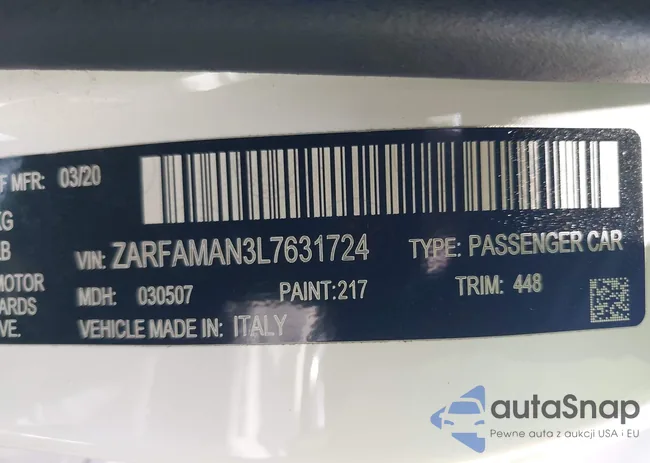 F MFR: 03/20
KG
LB
VIN: ZARFAMAN3L7631724 TYPE: PASSENGER CAR
MOTOR
MDH: 030507 PAINT:217 TRIM: 448
ARDS
VE. VEHICLE MADE IN: ITALY
autoSnap
Pewne auta z aukcji USA i EU